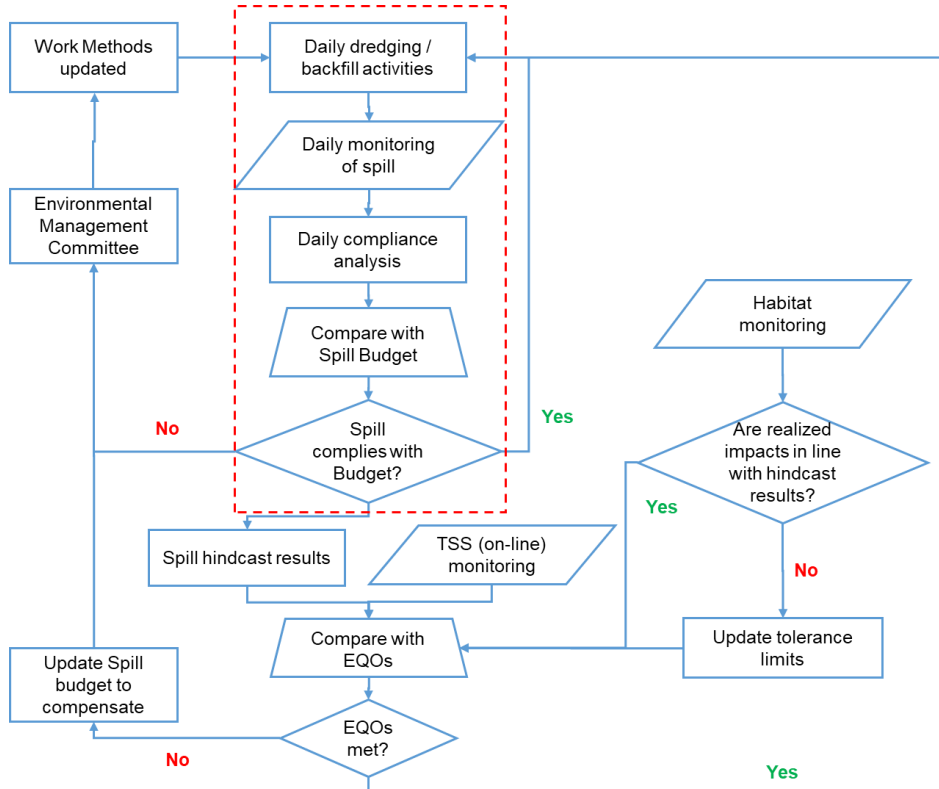 Work Methods
updated
Daily dredging /
backfill activities
Daily monitoring
of spill
Environmental
Management
Committee
Daily compliance
analysis
Compare with
Spill Budget
Habitat
monitoring
No
Spill
complies with
Budget?
Yes
Are realized
impacts in line
with hindcast
results?
Yes
No
Spill hindcast results
TSS (on-line)
monitoring
Compare with
EQOs
Update tolerance
limits
Update Spill
budget to
compensate
EQOs
met?
No
Yes